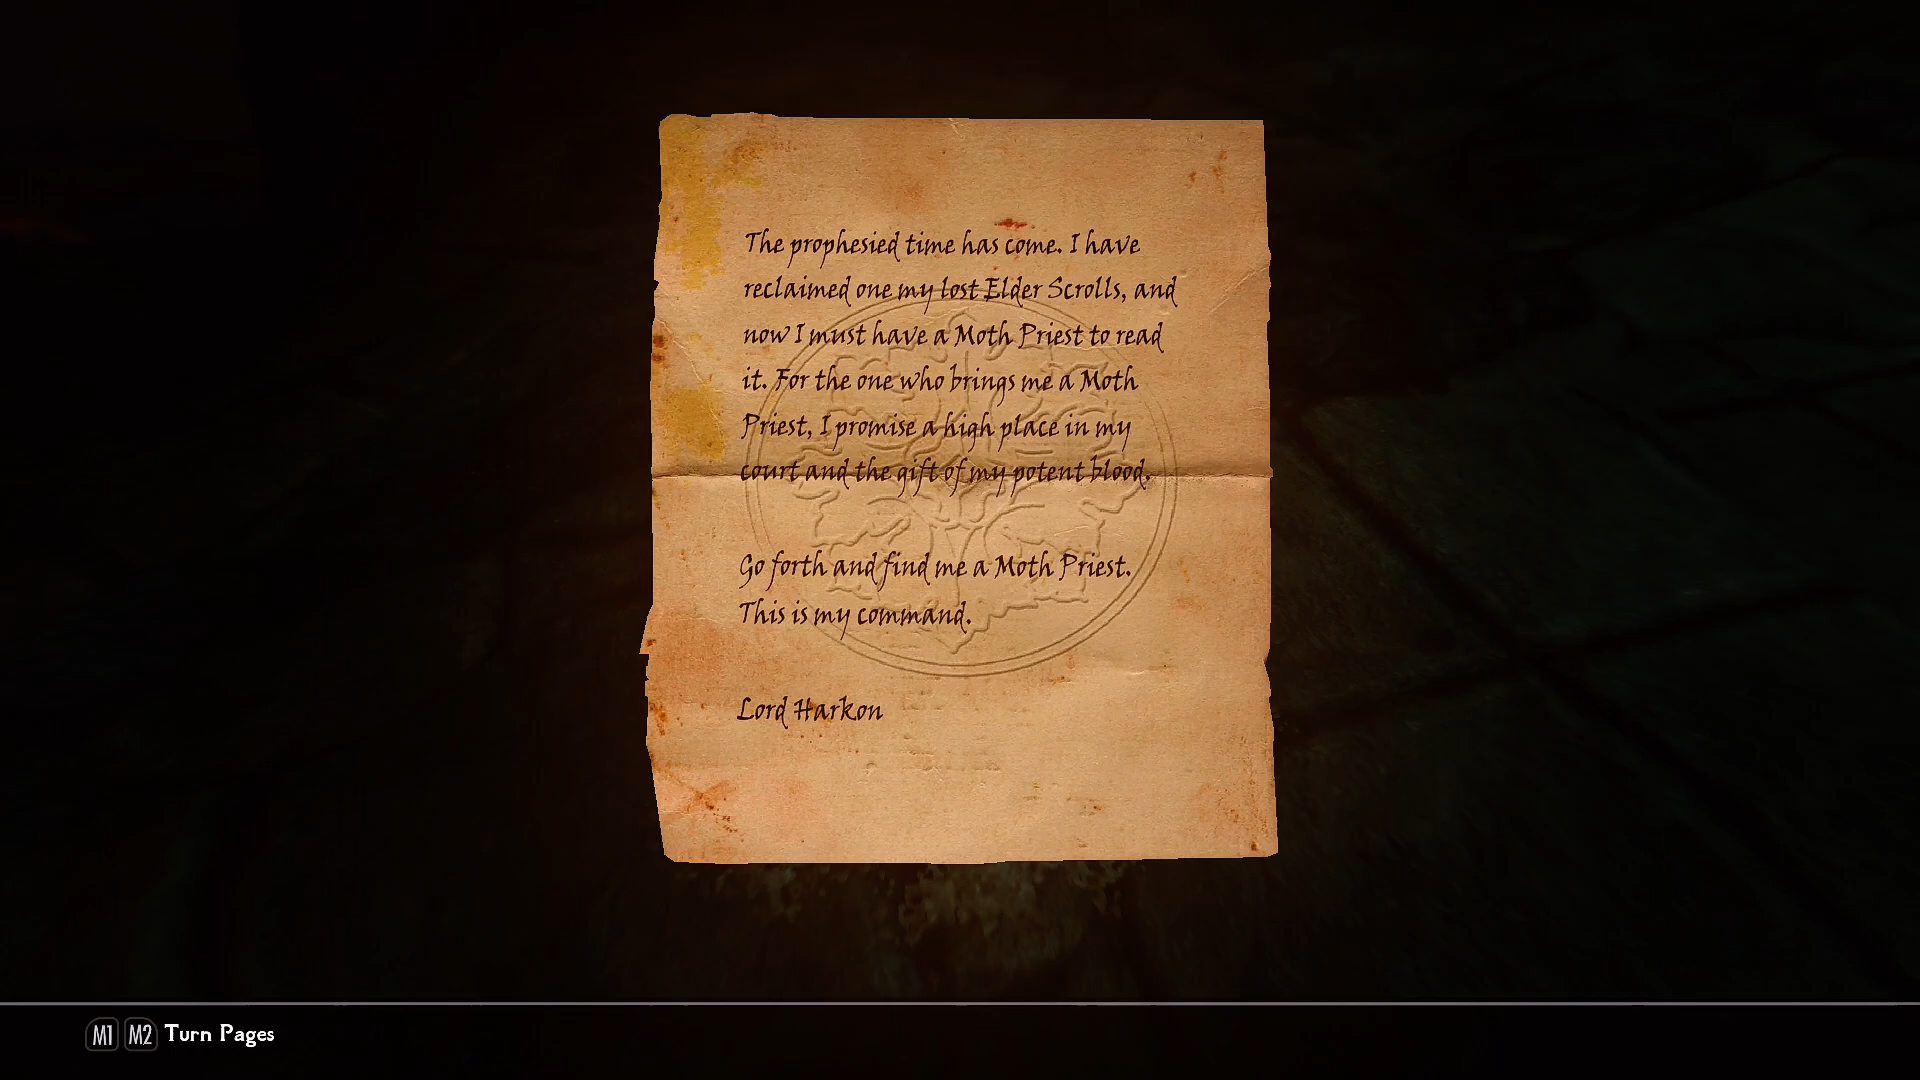 The prophesied time has come. I have
reclaimed one my lost Elder Scrolls, and
now I must have a Moth Priest to read
it. For the one who brings me a Moth
Priest, I promise a high place in my
court and the gift of my potent blood.
Go forth and find me a Moth Priest.
This is my command.
Lord Harkon
M1 M2 Turn Pages